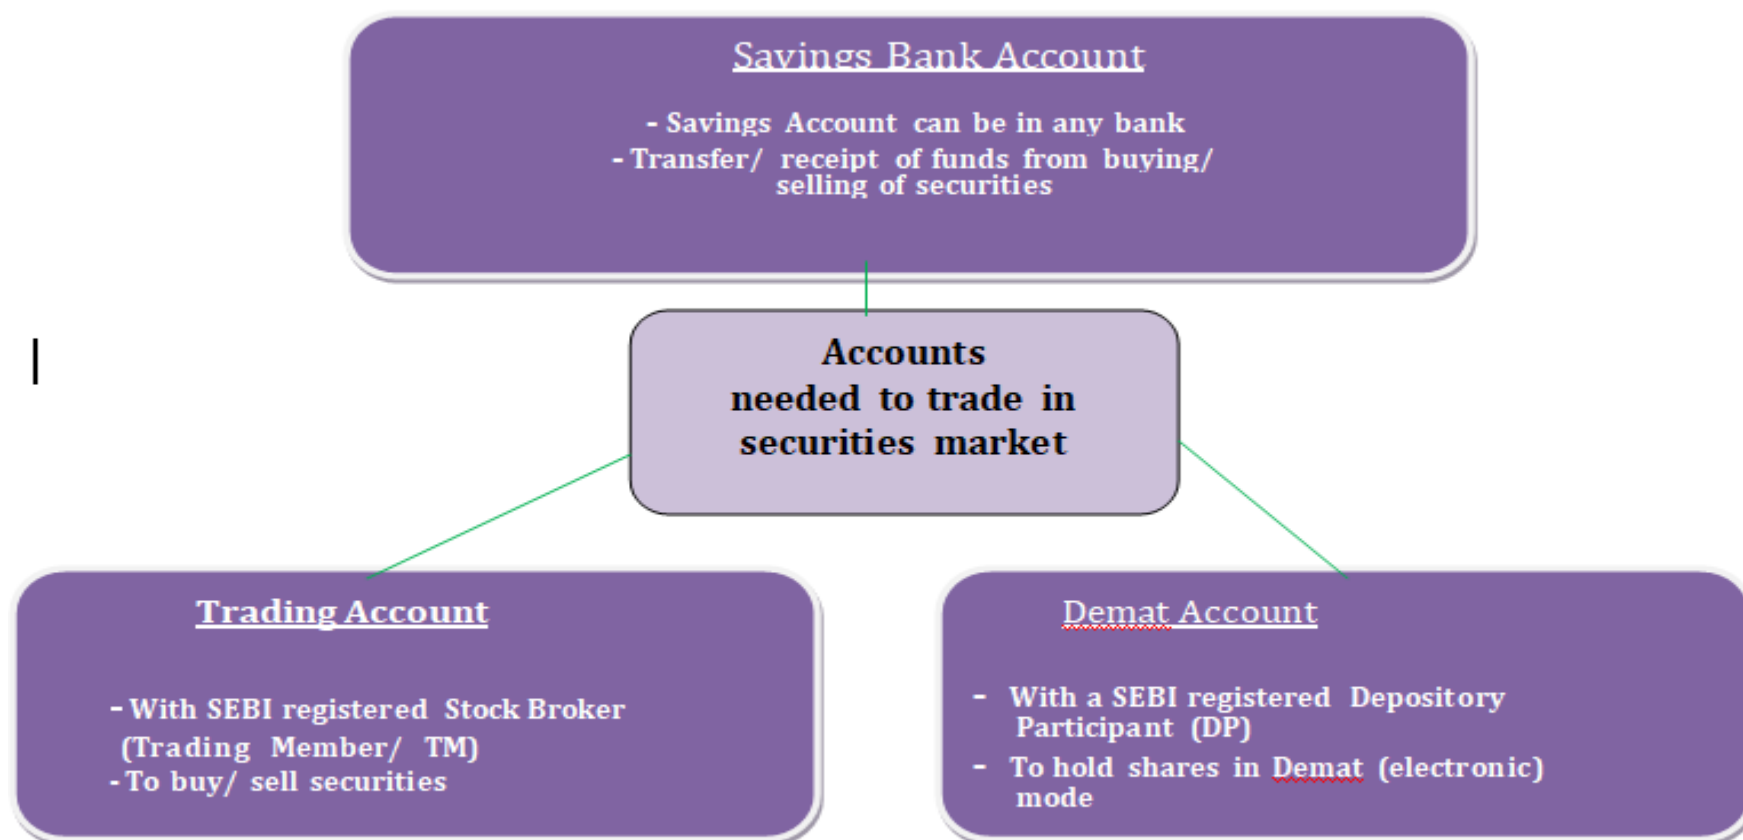 Savings Bank Account
- Savings Account can be in any bank
- Transfer/ receipt of funds from buying/
selling of securities
Accounts
needed to trade in
securities market
Trading Account
- With SEBI registered Stock Broker
(Trading Member/ TM)
- To buy/ sell securities
Demat Account
- With a SEBI registered Depository
Participant (DP)
- To hold shares in Demat (electronic)
mode